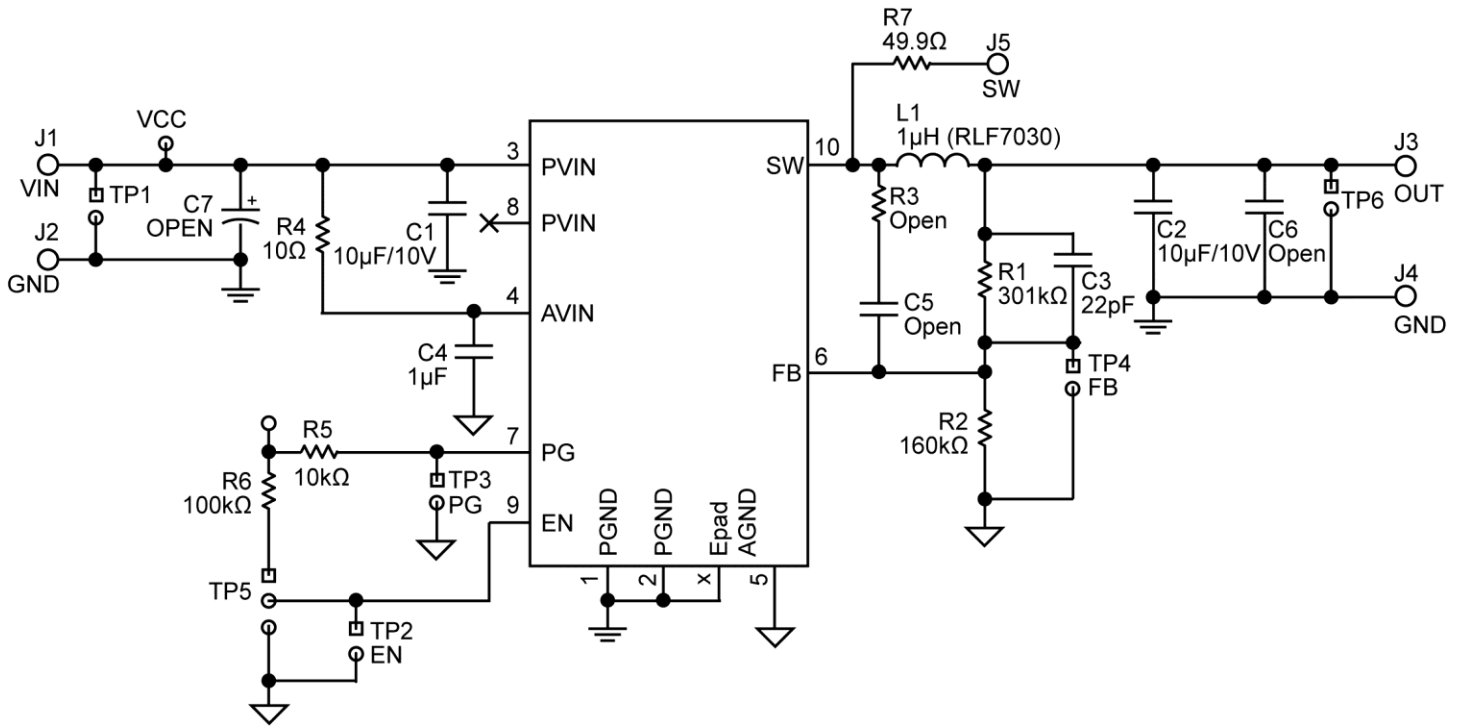 R7
49.9Ω
J5
SW
VCC
J1
VIN
TP1
C7
+
OPEN
J2
GND
R4
10Ω
C1
10µF/10V
3
PVIN
8
PVIN
4
AVIN
C4
1µF
SW
10
L1
1µH (RLF7030)
R3
Open
C5
Open
R1
301kΩ
C3
22pF
C2
10µF/10V
C6
Open
TP6
J3
OUT
J4
GND
FB
6
TP4
FB
R2
160kΩ
R5
10kΩ
R6
100kΩ
7
PG
TP3
PG
9
EN
TP5
TP2
EN
PGND
PGND
Epad
AGND
1
2
x
5